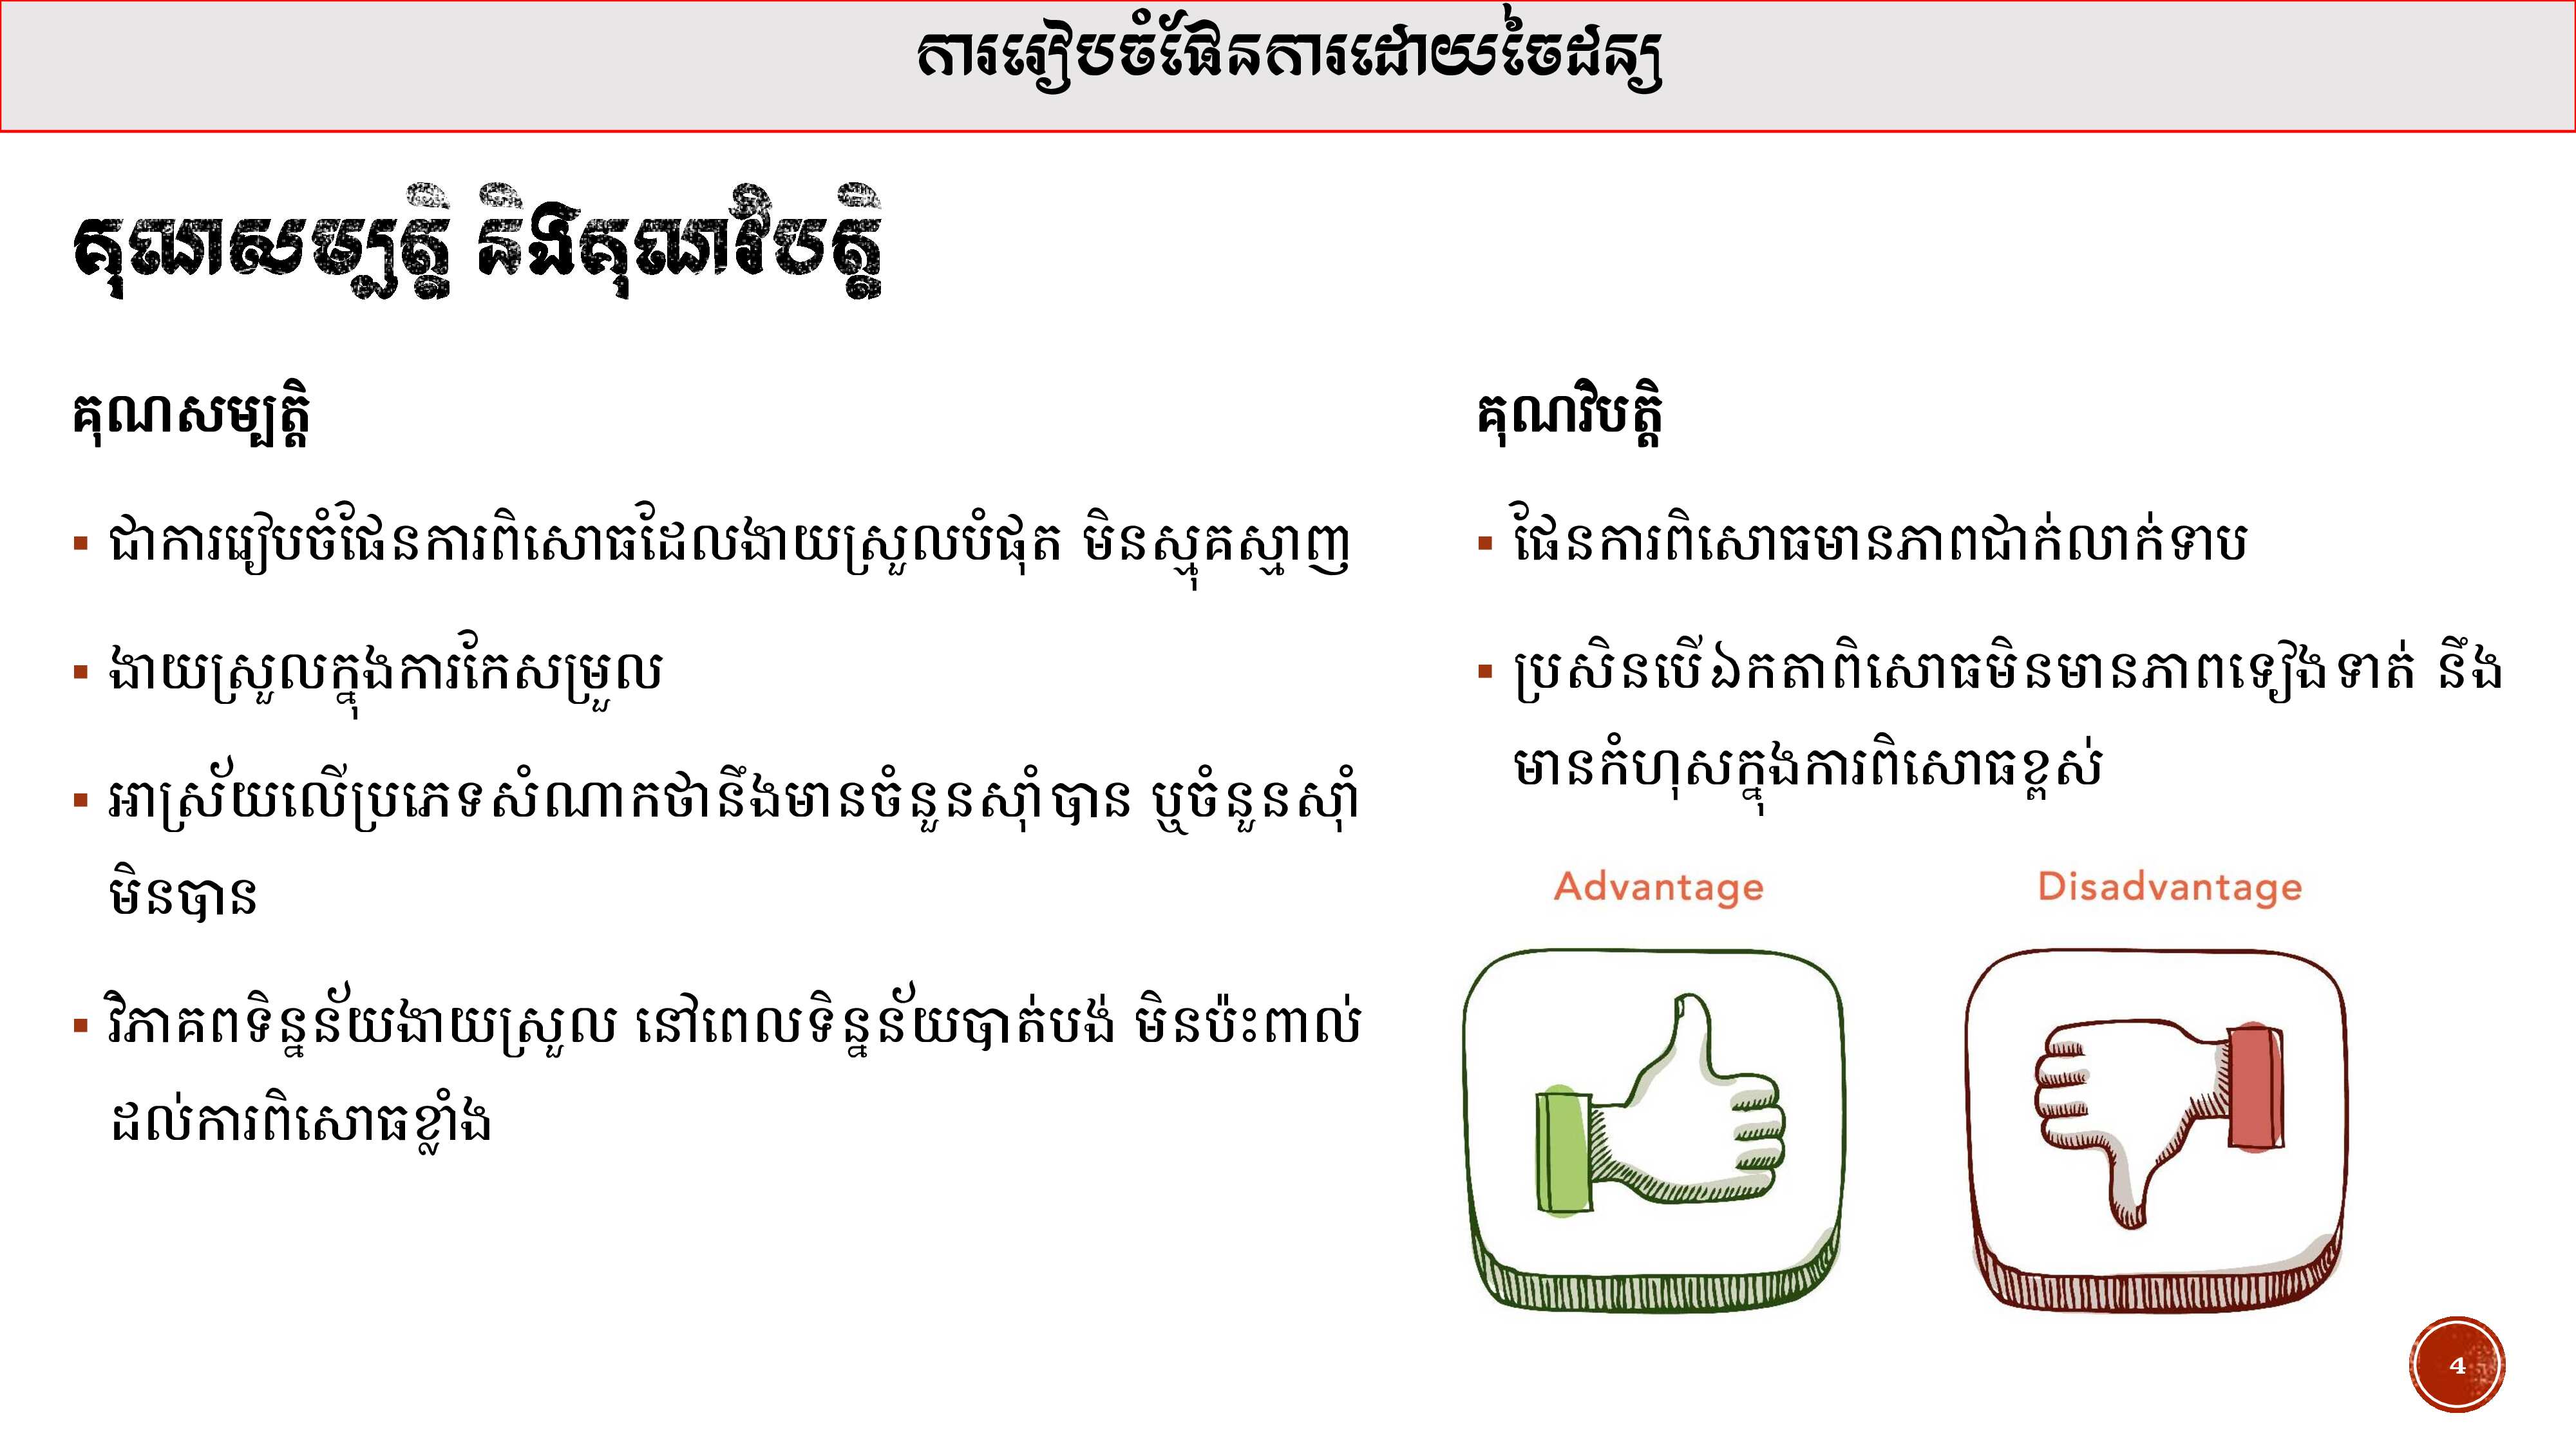 ការរៀបចំផែនការដោយចៃដន្យ
គុណសម្បត្តិ និងគុណវិបត្តិ
គុណសម្បត្តិ
▪ ជាការរៀបចំផែនការពិសោធដែលងាយស្រួលបំផុត មិនស្មុគស្មាញ
▪ ងាយស្រួលក្នុងការកែសម្រួល
▪ អាស្រ័យលើប្រភេទសំណាកថានឹងមានចំនួនស៊ាំបាន ឬចំនួនស៊ាំ
មិនបាន
▪ វិភាគពទិន្នន័យងាយស្រួល នៅពេលទិន្នន័យបាត់បង់ មិនប៉ះពាល់
ដល់ការពិសោធខ្លាំង
គុណវិបត្តិ
▪ ផែនការពិសោធមានភាពជាក់លាក់ទាប
▪ ប្រសិនបើឯកតាពិសោធមិនមានភាពទៀងទាត់ នឹង
មានកំហុសក្នុងការពិសោធខ្ពស់
Advantage
Disadvantage
4